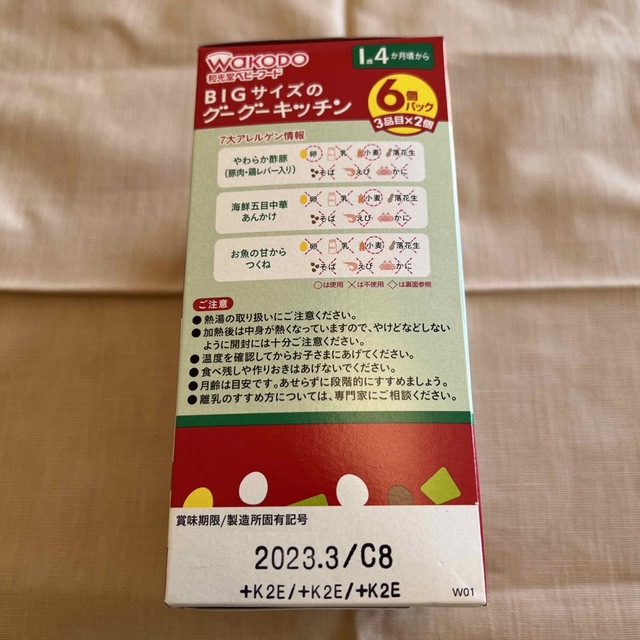 WAKODO
和光堂ベビーフード
1歳4か月頃から
BIGサイズの
グーグーキッチン
6個
パック
3品目×2個
7大アレルゲン情報
やわらか酢豚
(豚肉・鶏レバー入り)
卵 乳 小麦 落花生
そば えび かに
海鮮五目中華
あんかけ
卵 乳 小麦 落花生
そば えび かに
お魚の甘から
つくね
卵 乳 小麦 落花生
そば えび かに
○は使用 ×は不使用 ◇は裏面参照
ご注意
●熱湯の取り扱いにご注意ください。
●加熱後は中身が熱くなっていますので、やけどなどしない
ように開封には十分ご注意ください。
●温度を確認してからお子さまにあげてください。
●食べ残しや作りおきはあげないでください。
●月齢は目安です。あせらずに段階的にすすめましょう。
●離乳のすすめ方については、専門家にご相談ください。
賞味期限/製造所固有記号
2023.3/C8
+K2E/+K2E/+K2E
W01